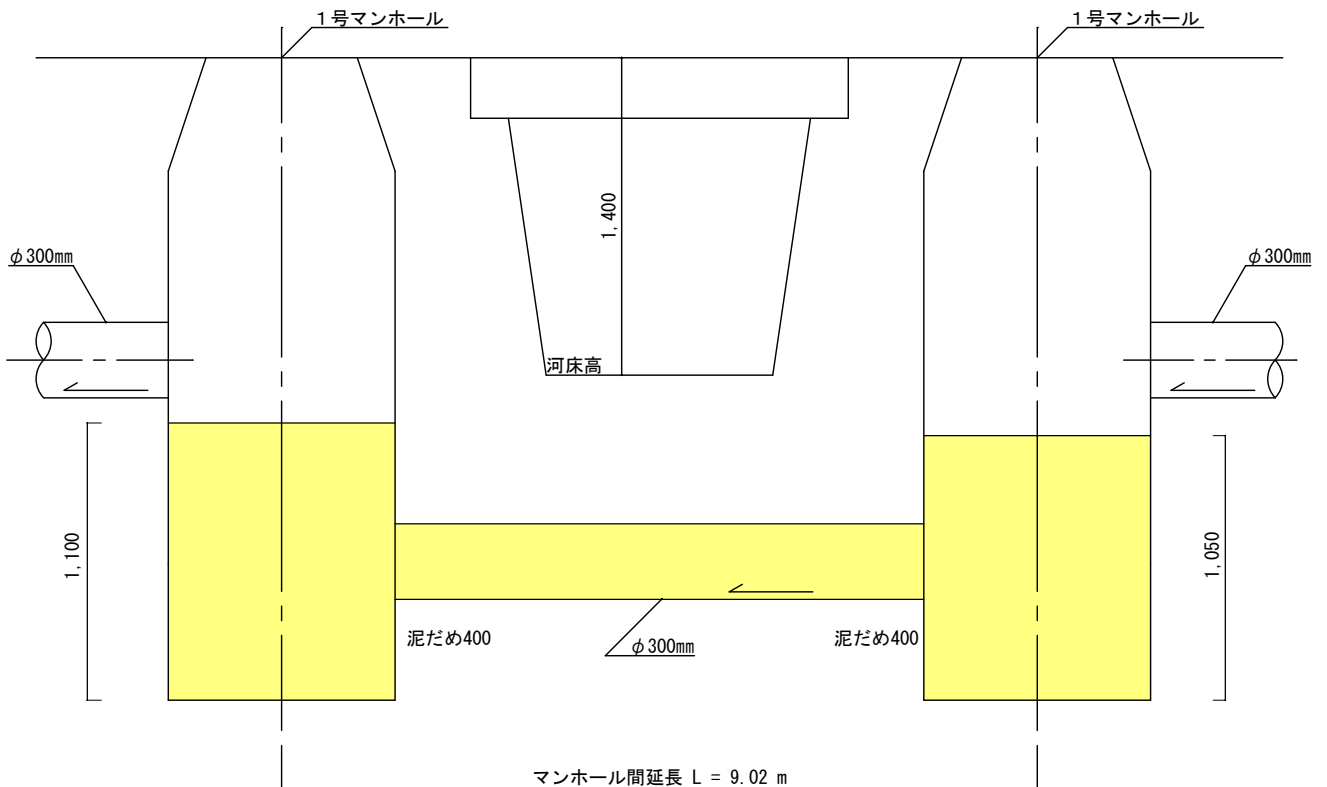 1号マンホール
1号マンホール
1,400
φ300mm
φ300mm
河床高
1,100
1,050
泥だめ400
泥だめ400
φ300mm
マンホール間延長 L = 9.02 m